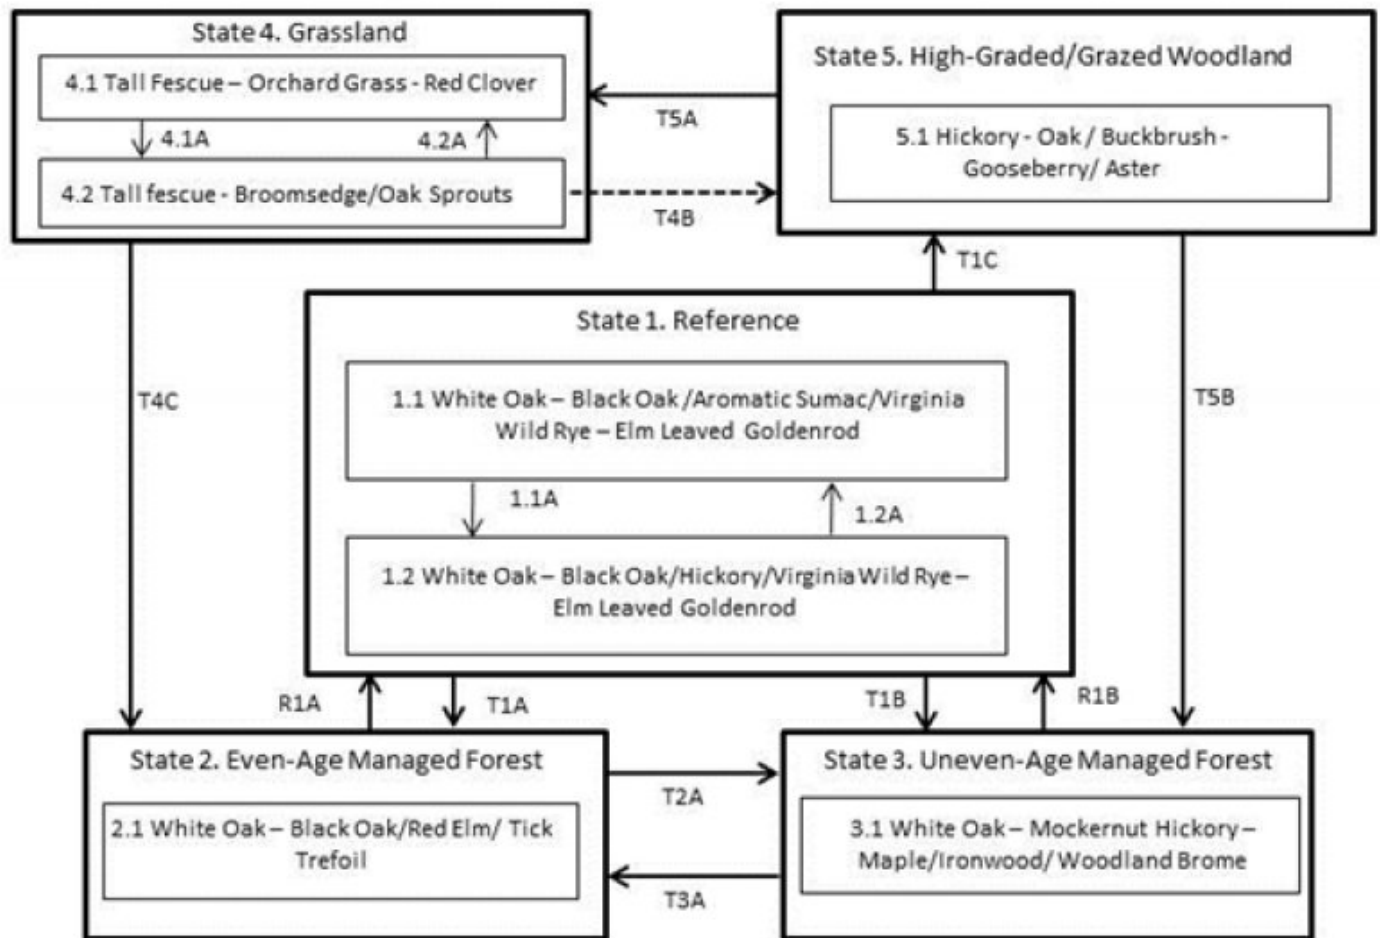 State 4. Grassland
4.1 Tall Fescue – Orchard Grass - Red Clover
4.1A
4.2A
4.2 Tall fescue - Broomsedge/Oak Sprouts
T5A
T4B
State 5. High-Graded/Grazed Woodland
5.1 Hickory - Oak / Buckbrush -
Gooseberry/ Aster
T1C
T4C
T5B
State 1. Reference
1.1 White Oak – Black Oak /Aromatic Sumac/Virginia
Wild Rye – Elm Leaved Goldenrod
1.1A
1.2A
1.2 White Oak – Black Oak/Hickory/Virginia Wild Rye –
Elm Leaved Goldenrod
R1A
T1A
T1B
R1B
State 2. Even-Age Managed Forest
2.1 White Oak – Black Oak/Red Elm/ Tick
Trefoil
T2A
T3A
State 3. Uneven-Age Managed Forest
3.1 White Oak – Mockernut Hickory –
Maple/Ironwood/ Woodland Brome